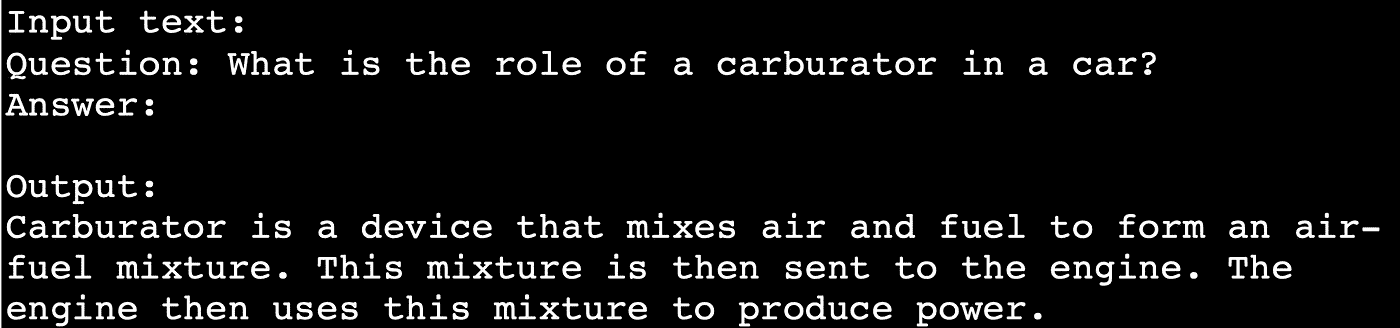 Input text:
Question: What is the role of a carburator in a car?
Answer:
Output:
Carburator is a device that mixes air and fuel to form an air-
fuel mixture. This mixture is then sent to the engine. The
engine then uses this mixture to produce power.